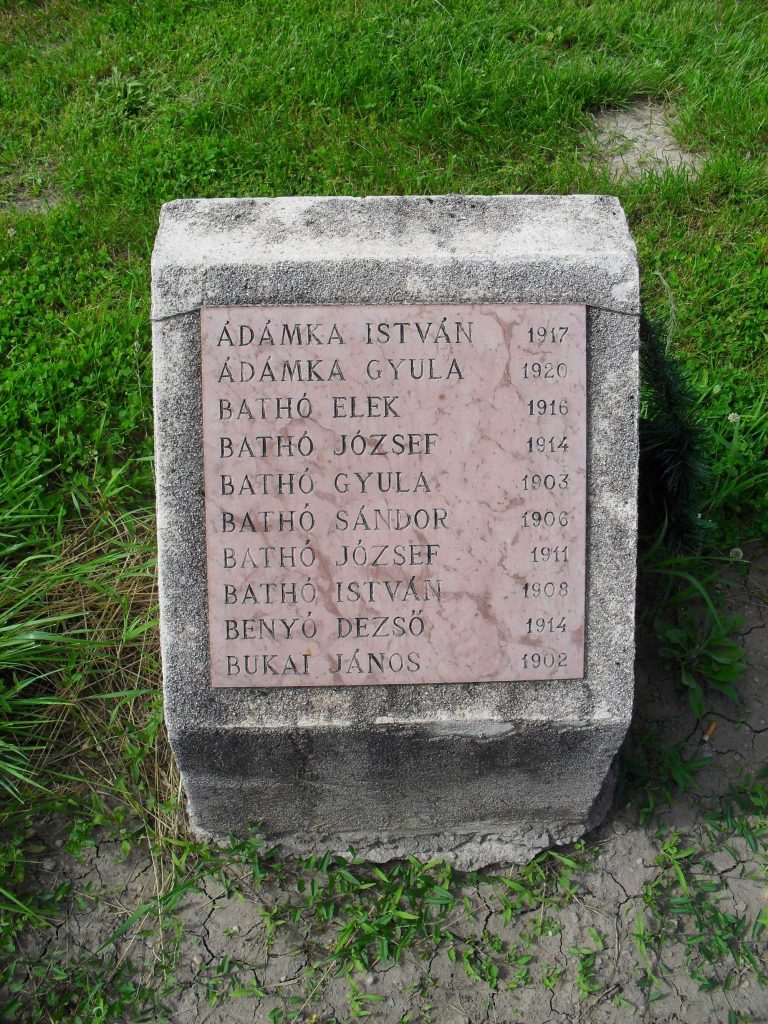 ÁDÁMKA ISTVÁN 1917
ÁDÁMKA GYULA 1920
BATHÓ ELEK 1916
BATHÓ JÓZSEF 1914
BATHÓ GYULA 1903
BATHÓ SÁNDOR 1906
BATHÓ JÓZSEF 1911
BATHÓ ISTVÁN 1908
BENYÓ DEZSŐ 1914
BUKAI JÁNOS 1902